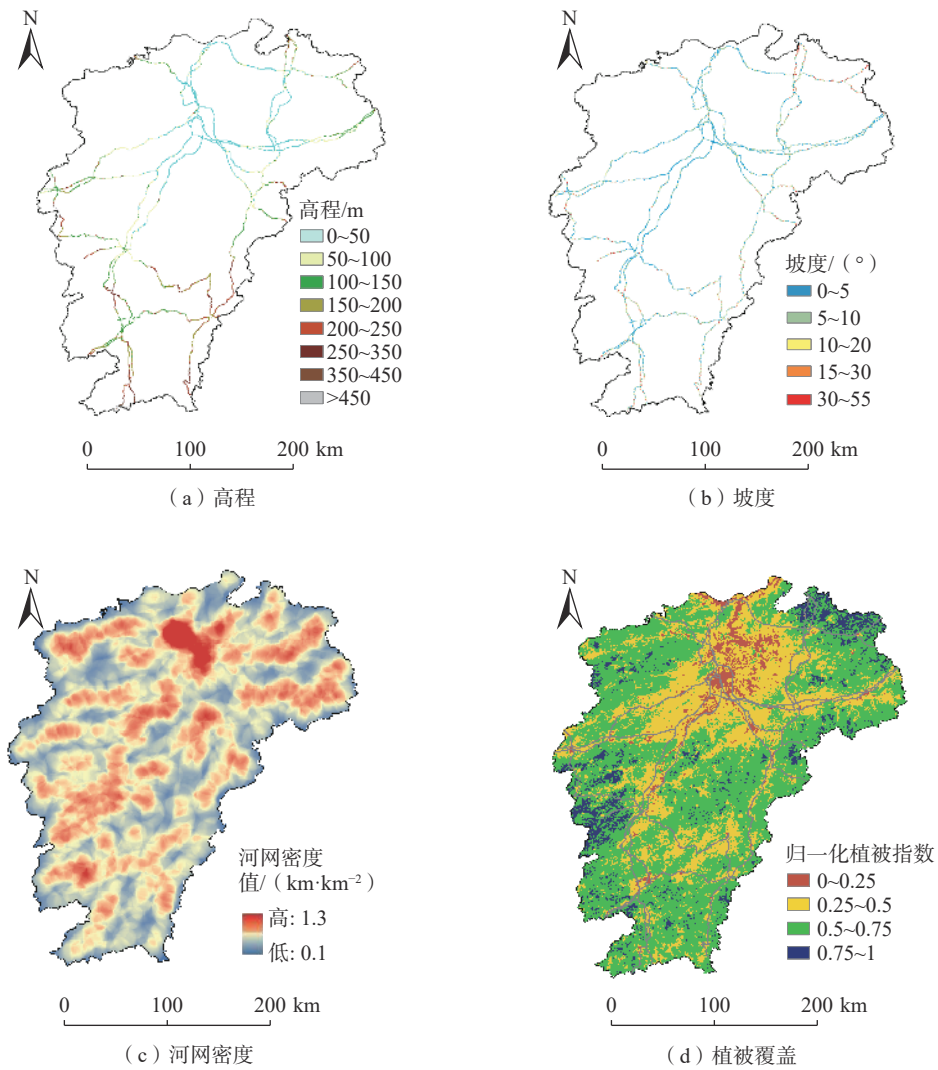 N
高程/m
0~50
50~100
100~150
150~200
200~250
250~350
350~450
>450
0 100 200 km
（a）高程
N
坡度/（°）
0~5
5~10
10~20
15~30
30~55
0 100 200 km
（b）坡度
N
河网密度
值/（km·km⁻²）
高: 1.3
低: 0.1
0 100 200 km
（c）河网密度
N
归一化植被指数
0~0.25
0.25~0.5
0.5~0.75
0.75~1
0 100 200 km
（d）植被覆盖